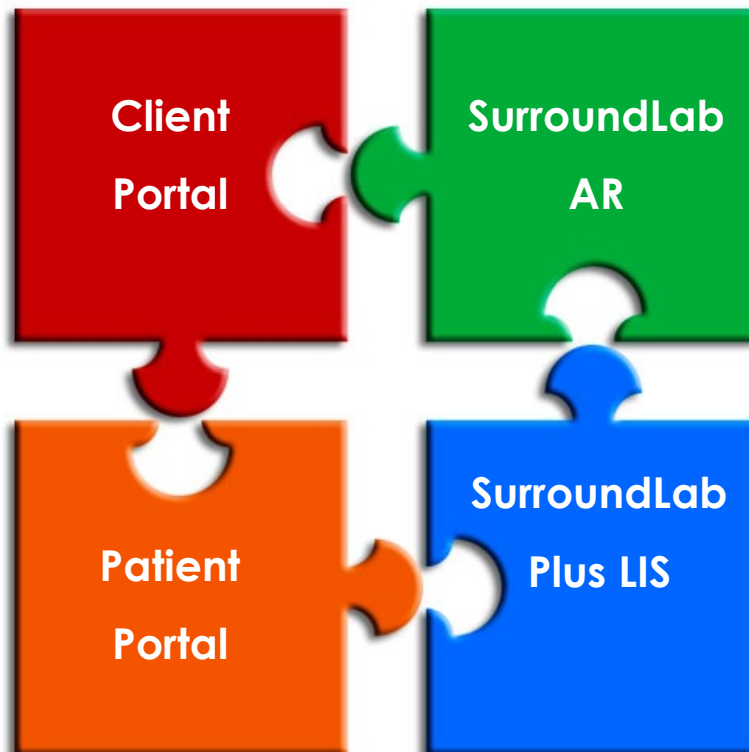 Client
Portal
SurroundLab
AR
Patient
Portal
SurroundLab
Plus LIS